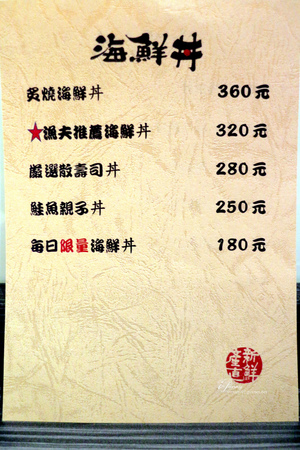 海鮮丼
炙燒海鮮丼 360元
★漁夫推薦海鮮丼 320元
嚴選散壽司丼 280元
鮭魚親子丼 250元
每日限量海鮮丼 180元
新鮮
產直